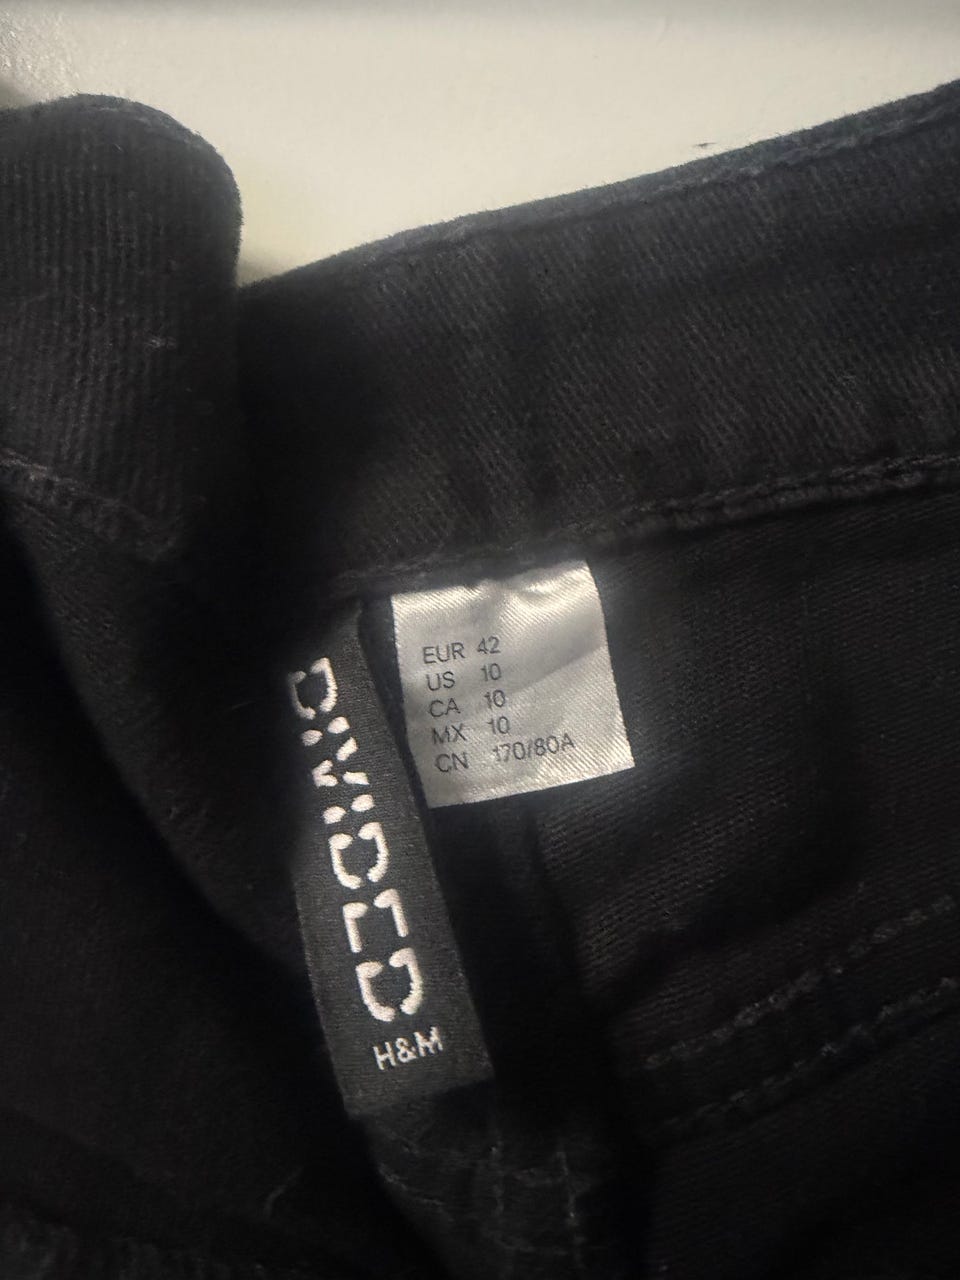 EUR 42
US 10
CA 10
MX 10
CN 170/80A
DIVIDED
H&M